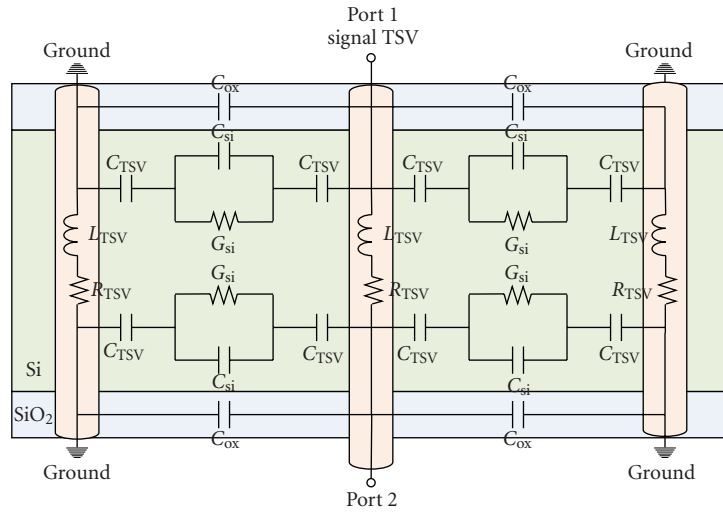 Port 1
signal TSV
Ground
Ground
C_ox
C_ox
C_si
C_si
C_TSV
C_TSV
C_TSV
C_TSV
L_TSV
L_TSV
L_TSV
G_si
G_si
G_si
G_si
R_TSV
R_TSV
R_TSV
C_TSV
C_TSV
C_TSV
C_TSV
Si
C_si
C_si
SiO₂
C_ox
C_ox
Ground
Ground
Port 2